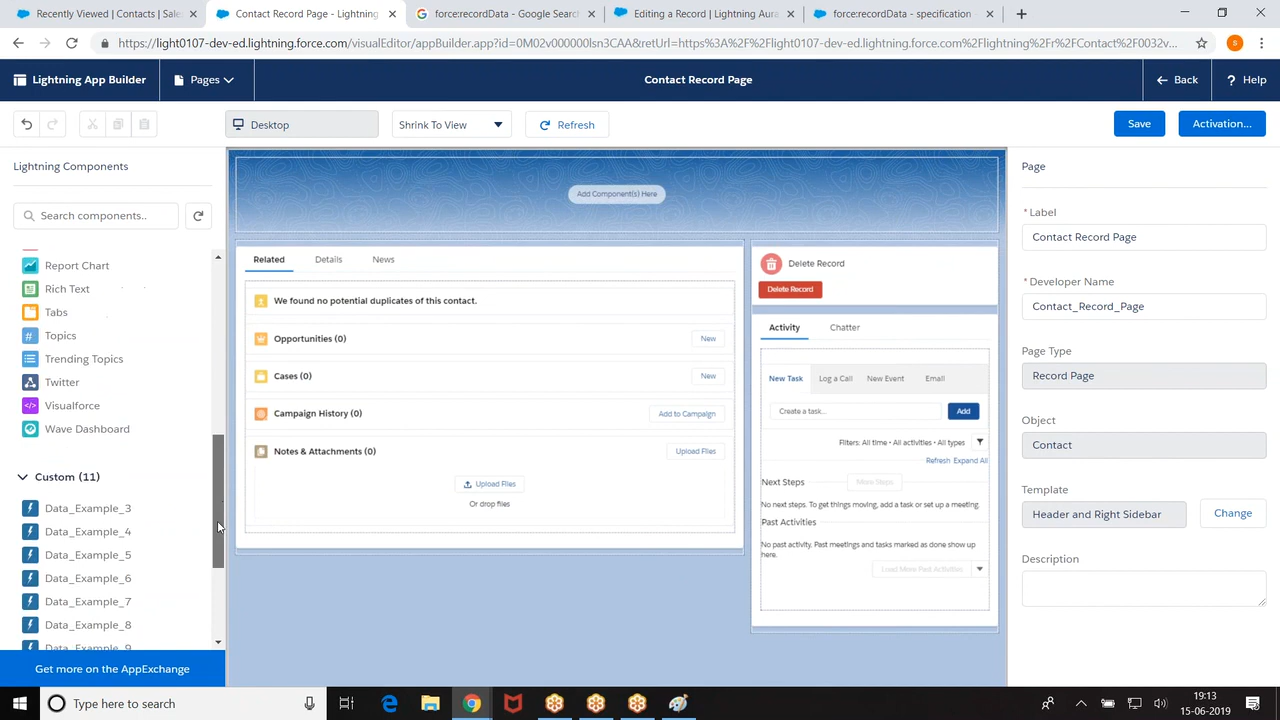 Recently Viewed | Contacts | Sales
Contact Record Page - Lightning
force:recordData - Google Search
Editing a Record | Lightning Aura
force:recordData - specification
https://light0107-dev-ed.lightning.force.com/visualEditor/appBuilder.app?id=0M02v000000lsn3CAA&retUrl=https%3A%2F%2Flight0107-dev-ed.lightning.force.com%2Flightning%2Fr%2FContact%2F0032v...
S
Lightning App Builder
Pages
Contact Record Page
Back
? Help
Desktop
Shrink To View
Refresh
Save
Activation...
Lightning Components
Search components..
Report Chart
Rich Text
Tabs
# Topics
Trending Topics
Twitter
Visualforce
Wave Dashboard
Custom (11)
Data_Example_3
Data_Example_4
Data_Example_5
Data_Example_6
Data_Example_7
Data_Example_8
Data_Example_9
Get more on the AppExchange
Add Component(s) Here
Related
Details
News
We found no potential duplicates of this contact.
Opportunities (0)
New
Cases (0)
New
Campaign History (0)
Add to Campaign
Notes & Attachments (0)
Upload Files
Upload Files
Or drop files
Delete Record
Delete Record
Activity
Chatter
New Task
Log a Call
New Event
Email
Create a task...
Add
Filters: All time • All activities • All types
Refresh Expand All
Next Steps
More Steps
No next steps. To get things moving, add a task or set up a meeting.
Past Activities
No past activity. Past meetings and tasks marked as done show up
here.
Load More Past Activities
Page
* Label
Contact Record Page
* Developer Name
Contact_Record_Page
Page Type
Record Page
Object
Contact
Template
Header and Right Sidebar
Change
Description
Type here to search
19:13
15-06-2019